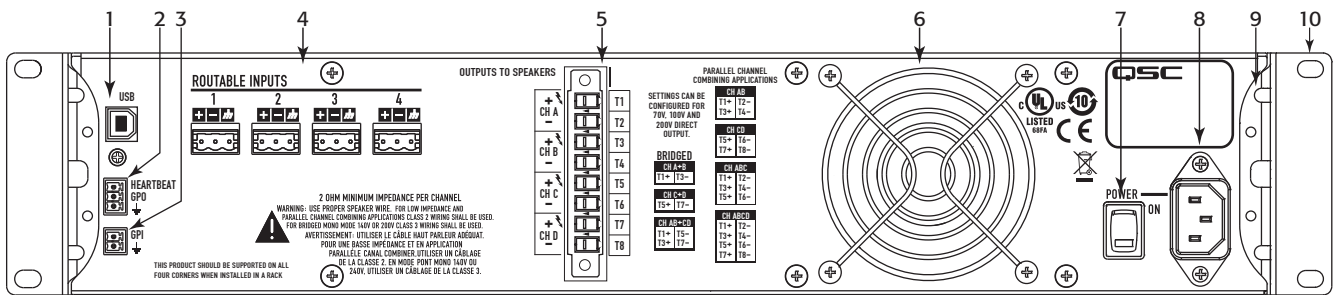 1
2
3
4
5
6
7
8
9
10
USB
HEARTBEAT
GPO
GPI
ROUTABLE INPUTS
1 2 3 4
+ −
+ −
+ −
+ −
THIS PRODUCT SHOULD BE SUPPORTED ON ALL
FOUR CORNERS WHEN INSTALLED IN A RACK
2 OHM MINIMUM IMPEDANCE PER CHANNEL
WARNING: USE PROPER SPEAKER WIRE. FOR LOW IMPEDANCE AND
PARALLEL CHANNEL COMBINING APPLICATIONS CLASS 2 WIRING SHALL BE USED.
FOR BRIDGED MONO MODE 140V OR 200V CLASS 3 WIRING SHALL BE USED.
AVERTISSEMENT: UTILISER LE CÂBLE HAUT PARLEUR ADÉQUAT.
POUR UNE BASSE IMPÉDANCE ET EN APPLICATION
PARALLÈLE CANAL COMBINER,UTILISER UN CÂBLAGE
DE LA CLASSE 2. EN MODE PONT MONO 140V OU
240V, UTILISER UN CÂBLAGE DE LA CLASSE 3.
OUTPUTS TO SPEAKERS
+
CH A
−
+
CH B
−
+
CH C
−
+
CH D
−
T1
T2
T3
T4
T5
T6
T7
T8
SETTINGS CAN BE
CONFIGURED FOR
70V, 100V AND
200V DIRECT
OUTPUT.
BRIDGED
CH A+B
T1+ T3−
CH C+D
T5+ T7−
CH AB+CD
T1+ T5−
T3+ T7−
PARALLEL CHANNEL
COMBINING APPLICATIONS
CH AB
T1+ T2−
T3+ T4−
CH CD
T5+ T6−
T7+ T8−
CH ABC
T1+ T2−
T3+ T4−
T5+ T6−
CH ABCD
T1+ T2−
T3+ T4−
T5+ T6−
T7+ T8−
C UL US
LISTED
68FA
10
CE
QSC
POWER
ON